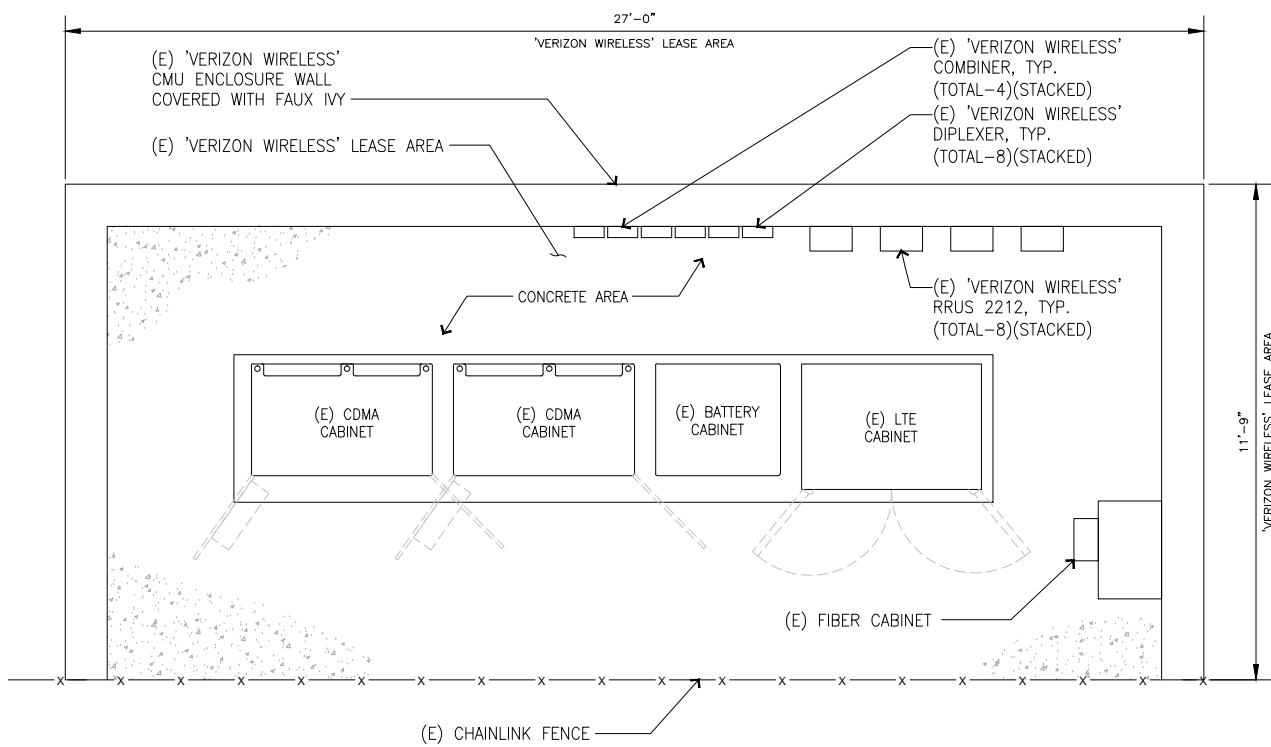 27'-0"
'VERIZON WIRELESS' LEASE AREA
(E) 'VERIZON WIRELESS'
CMU ENCLOSURE WALL
COVERED WITH FAUX IVY
(E) 'VERIZON WIRELESS' LEASE AREA
(E) 'VERIZON WIRELESS'
COMBINER, TYP.
(TOTAL-4)(STACKED)
(E) 'VERIZON WIRELESS'
DIPLEXER, TYP.
(TOTAL-8)(STACKED)
CONCRETE AREA
(E) 'VERIZON WIRELESS'
RRUS 2212, TYP.
(TOTAL-8)(STACKED)
(E) CDMA
CABINET
(E) CDMA
CABINET
(E) BATTERY
CABINET
(E) LTE
CABINET
11'-9"
'VERIZON WIRELESS' LEASE AREA
(E) FIBER CABINET
X X X X X X X X X X X X X X X X X X X X
(E) CHAINLINK FENCE